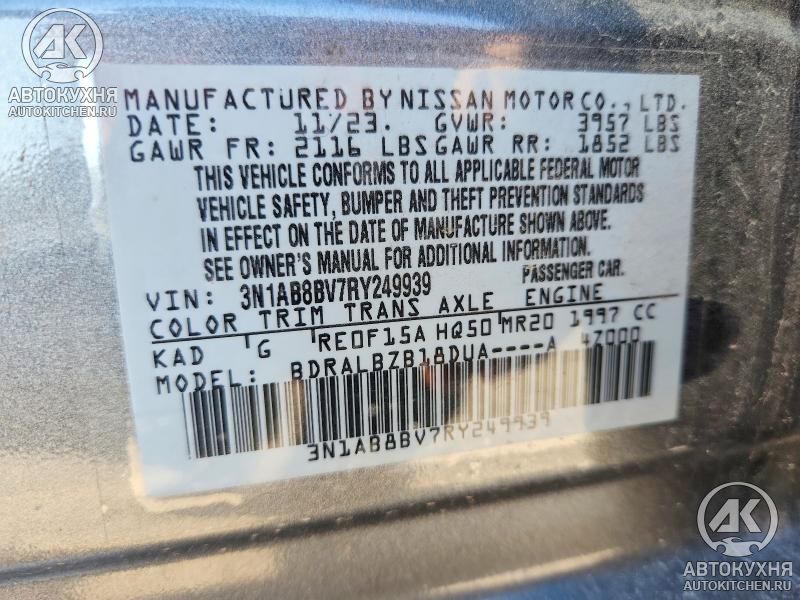 АК
АВТОКУХНЯ
AUTOKITCHEN.RU
MANUFACTURED BY NISSAN MOTOR CO., LTD.
DATE: 11/23. GVWR: 3957 LBS
GAWR FR: 2116 LBS GAWR RR: 1852 LBS
THIS VEHICLE CONFORMS TO ALL APPLICABLE FEDERAL MOTOR
VEHICLE SAFETY, BUMPER AND THEFT PREVENTION STANDARDS
IN EFFECT ON THE DATE OF MANUFACTURE SHOWN ABOVE.
SEE OWNER'S MANUAL FOR ADDITIONAL INFORMATION.
VIN: 3N1AB8BV7RY249939 PASSENGER CAR.
COLOR TRIM TRANS AXLE ENGINE
KAD G RE0F15A HQ50 MR20 1997 CC
MODEL: BDRALBZB18DUA----A 47000
3N1AB8BV7RY249939
АК
АВТОКУХНЯ
AUTOKITCHEN.RU